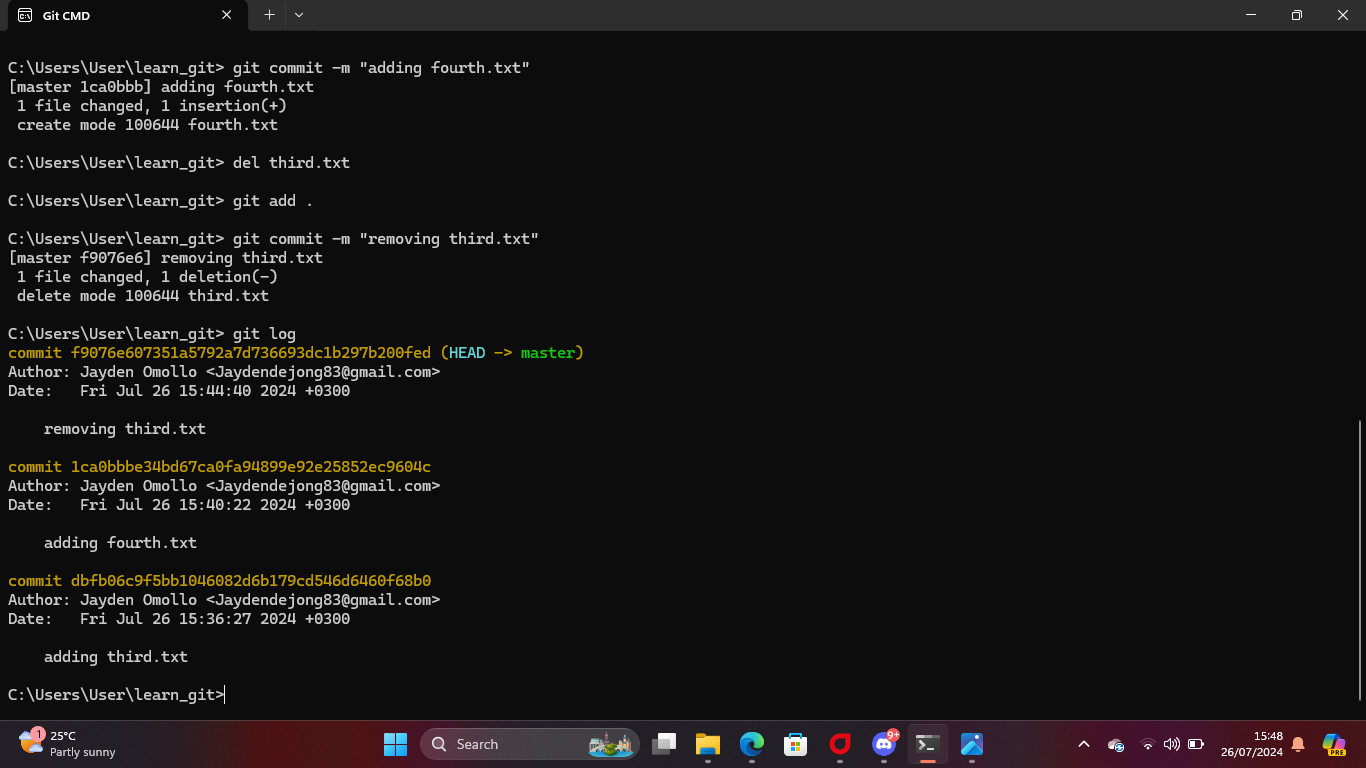 Git CMD
C:\Users\User\learn_git> git commit -m "adding fourth.txt"
[master 1ca0bbb] adding fourth.txt
 1 file changed, 1 insertion(+)
 create mode 100644 fourth.txt
C:\Users\User\learn_git> del third.txt
C:\Users\User\learn_git> git add .
C:\Users\User\learn_git> git commit -m "removing third.txt"
[master f9076e6] removing third.txt
 1 file changed, 1 deletion(-)
 delete mode 100644 third.txt
C:\Users\User\learn_git> git log
commit f9076e607351a5792a7d736693dc1b297b200fed (HEAD -> master)
Author: Jayden Omollo <Jaydendejong83@gmail.com>
Date:   Fri Jul 26 15:44:40 2024 +0300
    removing third.txt
commit 1ca0bbbe34bd67ca0fa94899e92e25852ec9604c
Author: Jayden Omollo <Jaydendejong83@gmail.com>
Date:   Fri Jul 26 15:40:22 2024 +0300
    adding fourth.txt
commit dbfb06c9f5bb1046082d6b179cd546d6460f68b0
Author: Jayden Omollo <Jaydendejong83@gmail.com>
Date:   Fri Jul 26 15:36:27 2024 +0300
    adding third.txt
C:\Users\User\learn_git>
1
25°C
Partly sunny
Search
9+
15:48
26/07/2024
PRE